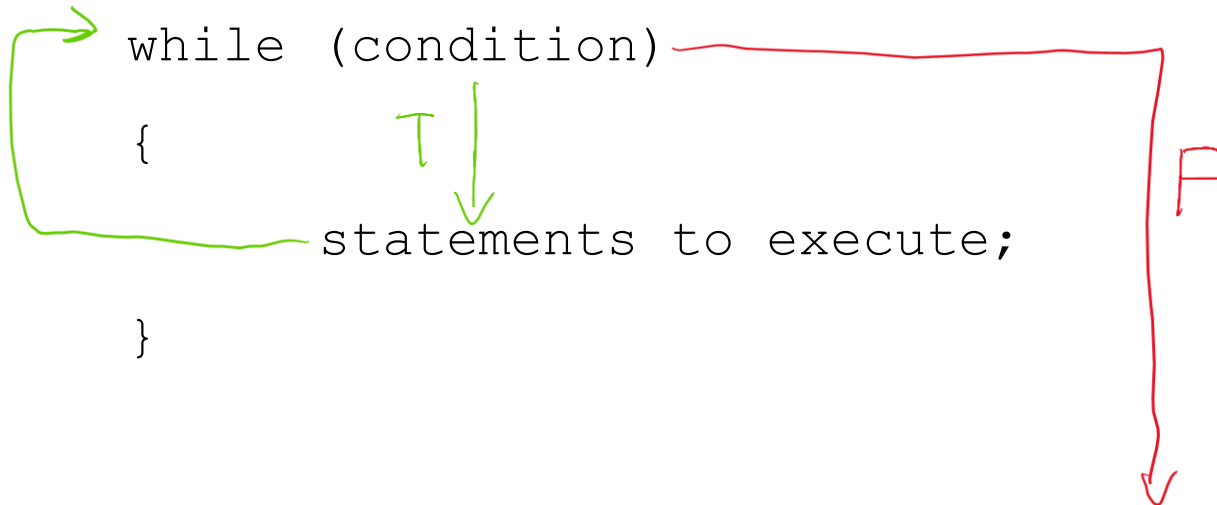 while (condition)
{
T
F
statements to execute;
}